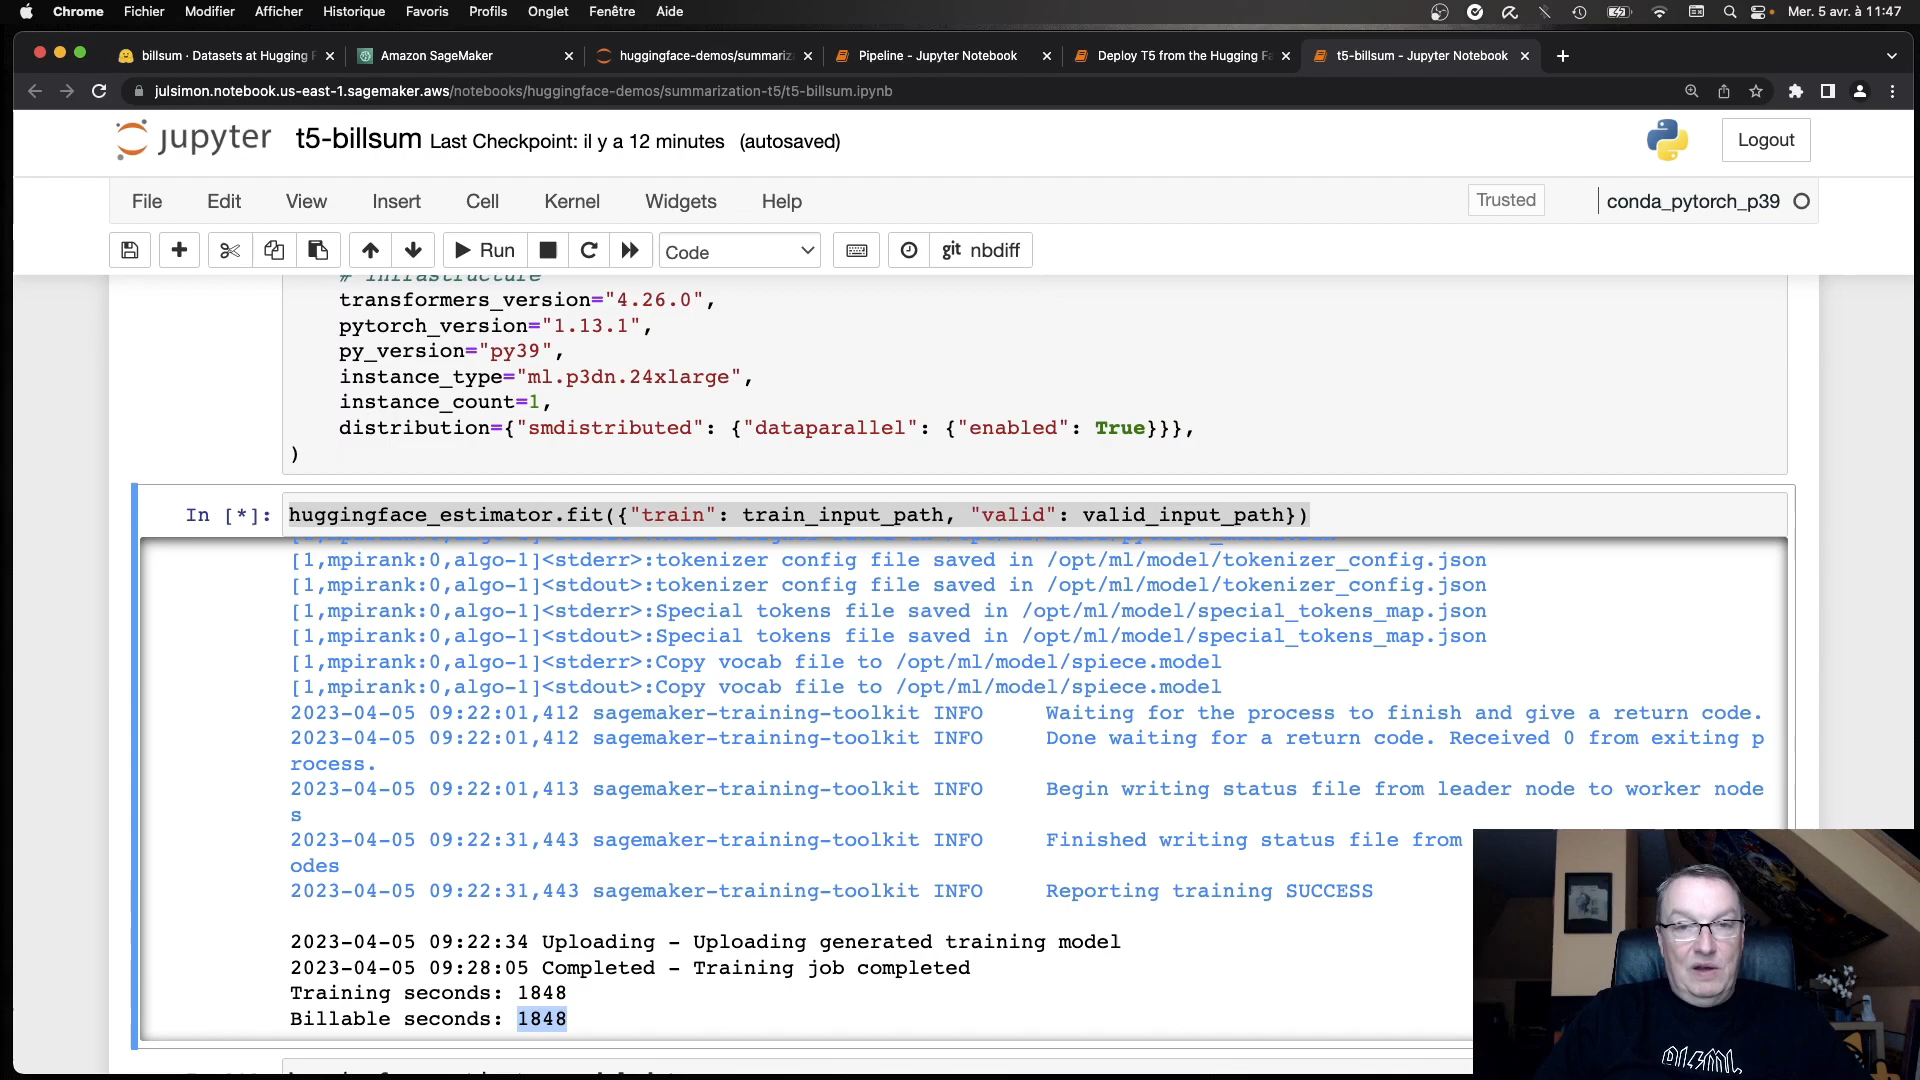 Chrome Fichier Modifier Afficher Historique Favoris Profils Onglet Fenêtre Aide Mer. 5 avr. à 11:47
billsum · Datasets at Hugging F Amazon SageMaker huggingface-demos/summariz Pipeline - Jupyter Notebook Deploy T5 from the Hugging Fa t5-billsum - Jupyter Notebook
julsimon.notebook.us-east-1.sagemaker.aws/notebooks/huggingface-demos/summarization-t5/t5-billsum.ipynb
jupyter t5-billsum Last Checkpoint: il y a 12 minutes (autosaved) Logout
File Edit View Insert Cell Kernel Widgets Help Trusted conda_pytorch_p39
Run Code git nbdiff
# infrastructure
transformers_version="4.26.0",
pytorch_version="1.13.1",
py_version="py39",
instance_type="ml.p3dn.24xlarge",
instance_count=1,
distribution={"smdistributed": {"dataparallel": {"enabled": True}}},
)
In [*]: huggingface_estimator.fit({"train": train_input_path, "valid": valid_input_path})
[1,mpirank:0,algo-1]<stderr>:tokenizer config file saved in /opt/ml/model/tokenizer_config.json
[1,mpirank:0,algo-1]<stdout>:tokenizer config file saved in /opt/ml/model/tokenizer_config.json
[1,mpirank:0,algo-1]<stderr>:Special tokens file saved in /opt/ml/model/special_tokens_map.json
[1,mpirank:0,algo-1]<stdout>:Special tokens file saved in /opt/ml/model/special_tokens_map.json
[1,mpirank:0,algo-1]<stderr>:Copy vocab file to /opt/ml/model/spiece.model
[1,mpirank:0,algo-1]<stdout>:Copy vocab file to /opt/ml/model/spiece.model
2023-04-05 09:22:01,412 sagemaker-training-toolkit INFO Waiting for the process to finish and give a return code.
2023-04-05 09:22:01,412 sagemaker-training-toolkit INFO Done waiting for a return code. Received 0 from exiting p
rocess.
2023-04-05 09:22:01,413 sagemaker-training-toolkit INFO Begin writing status file from leader node to worker node
s
2023-04-05 09:22:31,443 sagemaker-training-toolkit INFO Finished writing status file from
odes
2023-04-05 09:22:31,443 sagemaker-training-toolkit INFO Reporting training SUCCESS
2023-04-05 09:22:34 Uploading - Uploading generated training model
2023-04-05 09:28:05 Completed - Training job completed
Training seconds: 1848
Billable seconds: 1848